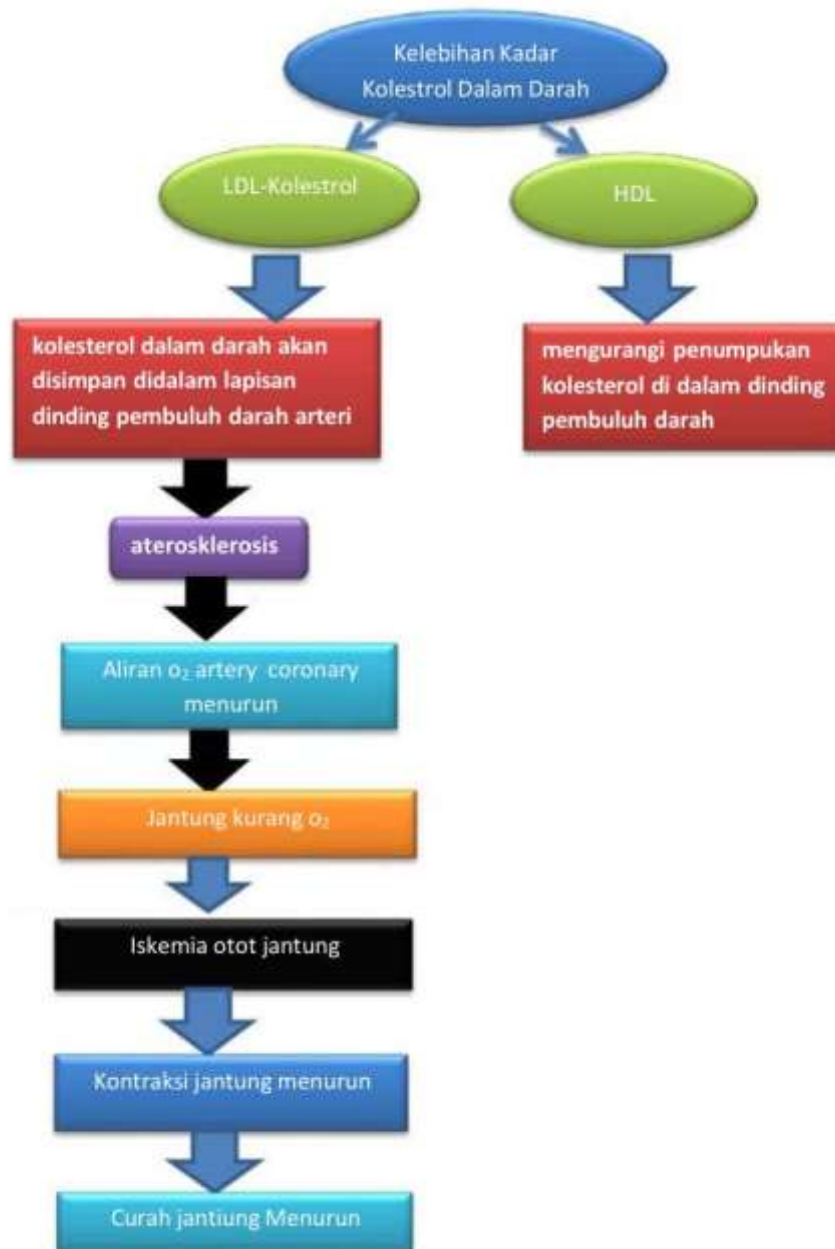 Kelebihan Kadar
Kolestrol Dalam Darah
LDL-Kolestrol
HDL
kolesterol dalam darah akan
disimpan didalam lapisan
dinding pembuluh darah arteri
mengurangi penumpukan
kolesterol di dalam dinding
pembuluh darah
aterosklerosis
Aliran o₂ artery coronary
menurun
Jantung kurang o₂
Iskemia otot jantung
Kontraksi jantung menurun
Curah jantiung Menurun